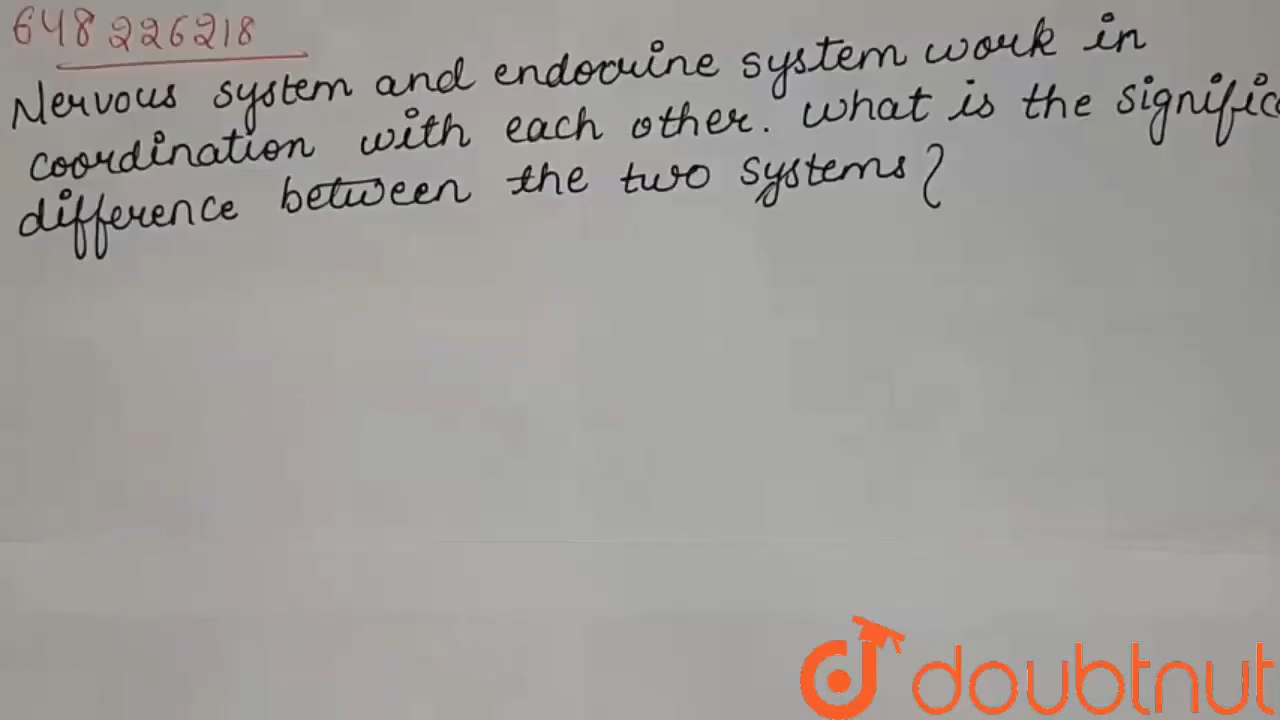 648226218
Nervous system and endocrine system work in
coordination with each other. What is the signific
difference between the two systems?
doubtnut